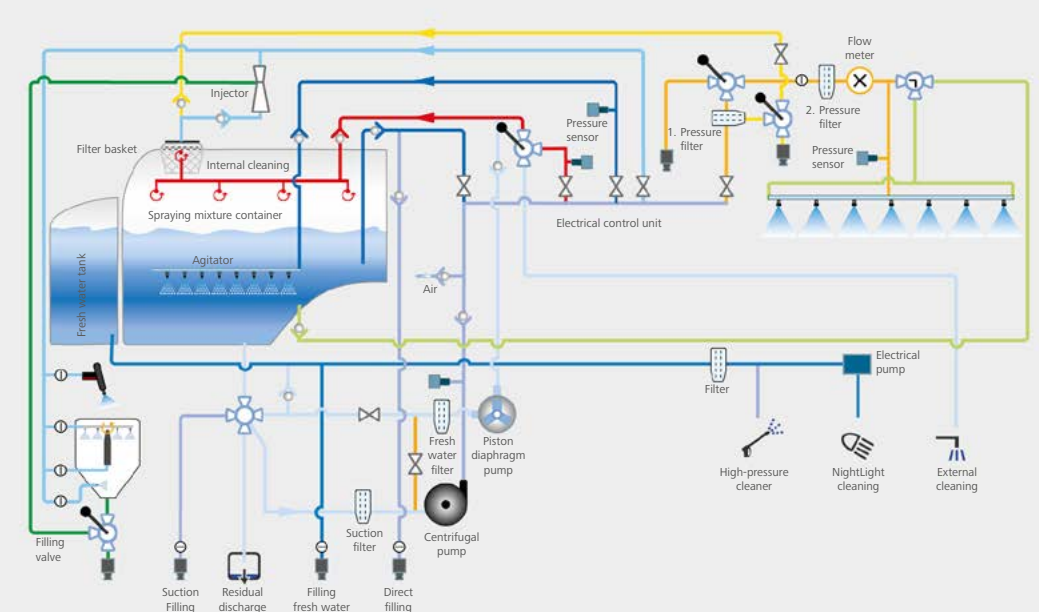 Flow
meter
Injector
2. Pressure
filter
Pressure
sensor
1. Pressure
filter
Pressure
sensor
Filter basket
Internal cleaning
Spraying mixture container
Electrical control unit
Fresh water tank
Agitator
Air
Electrical
pump
Filter
Fresh
water
filter
Piston
diaphragm
pump
High-pressure
cleaner
NightLight
cleaning
External
cleaning
Suction
filter
Centrifugal
pump
Filling
valve
Suction
Filling
Residual
discharge
Filling
fresh water
Direct
filling